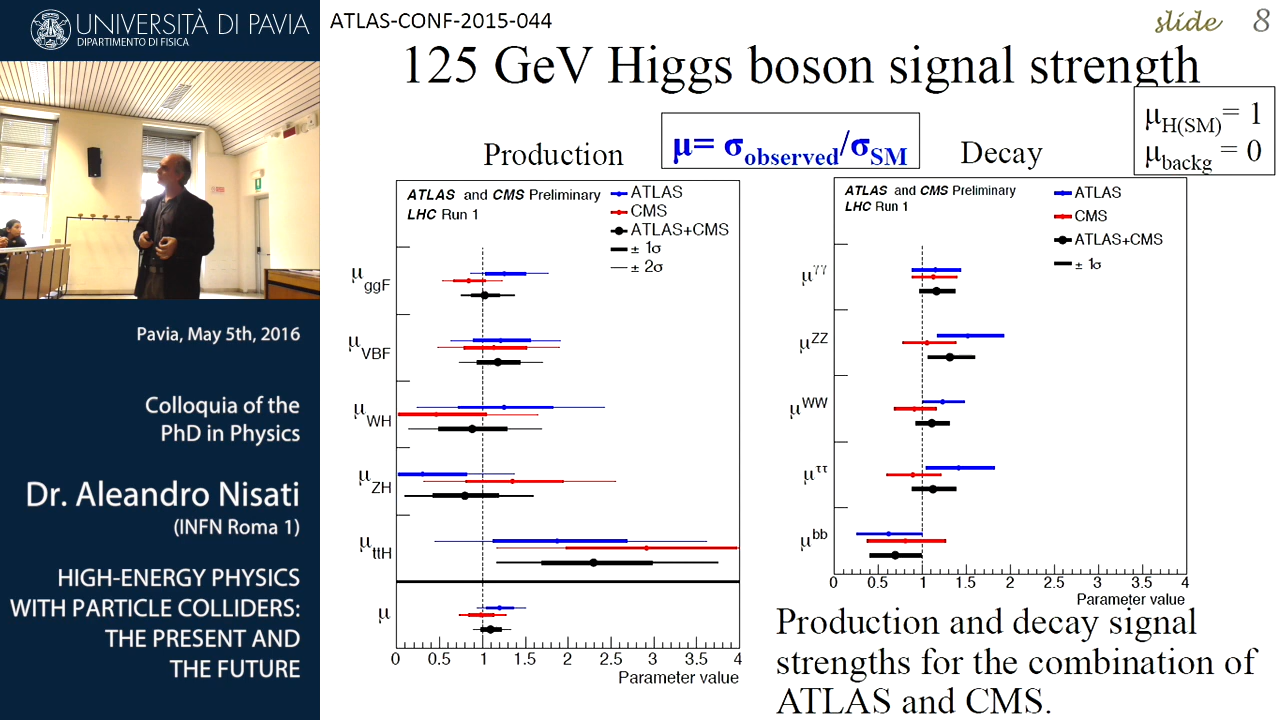 UNIVERSITÀ DI PAVIA
DIPARTIMENTO DI FISICA
Pavia, May 5th, 2016
Colloquia of the
PhD in Physics
Dr. Aleandro Nisati
(INFN Roma 1)
HIGH-ENERGY PHYSICS
WITH PARTICLE COLLIDERS:
THE PRESENT AND
THE FUTURE
ATLAS-CONF-2015-044
slide 8
125 GeV Higgs boson signal strength
μH(SM)= 1
μbackg = 0
μ= σobserved/σSM
Production
Decay
ATLAS and CMS Preliminary
LHC Run 1
ATLAS
CMS
ATLAS+CMS
± 1σ
± 2σ
μggF
μVBF
μWH
μZH
μttH
μ
0 0.5 1 1.5 2 2.5 3 3.5 4
Parameter value
ATLAS and CMS Preliminary
LHC Run 1
ATLAS
CMS
ATLAS+CMS
± 1σ
μγγ
μZZ
μWW
μττ
μbb
0 0.5 1 1.5 2 2.5 3 3.5 4
Parameter value
Production and decay signal
strengths for the combination of
ATLAS and CMS.